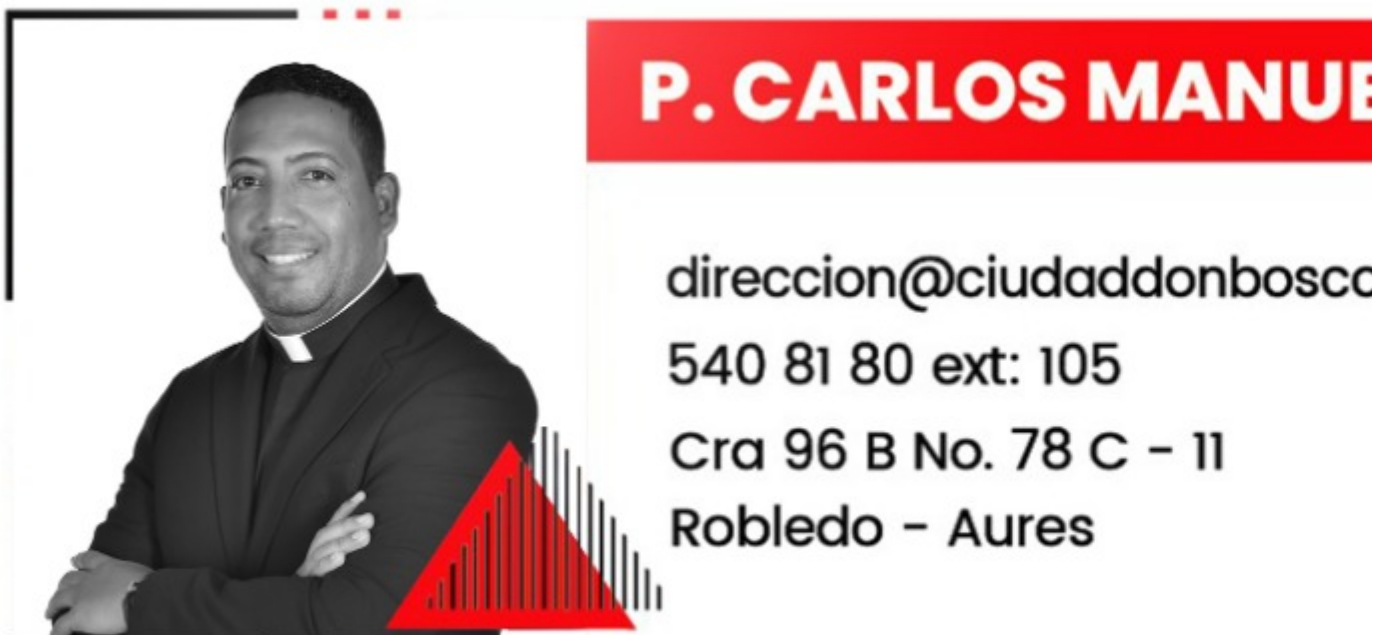 P. CARLOS MANUE
direccion@ciudaddonbosco
540 81 80 ext: 105
Cra 96 B No. 78 C - 11
Robledo - Aures